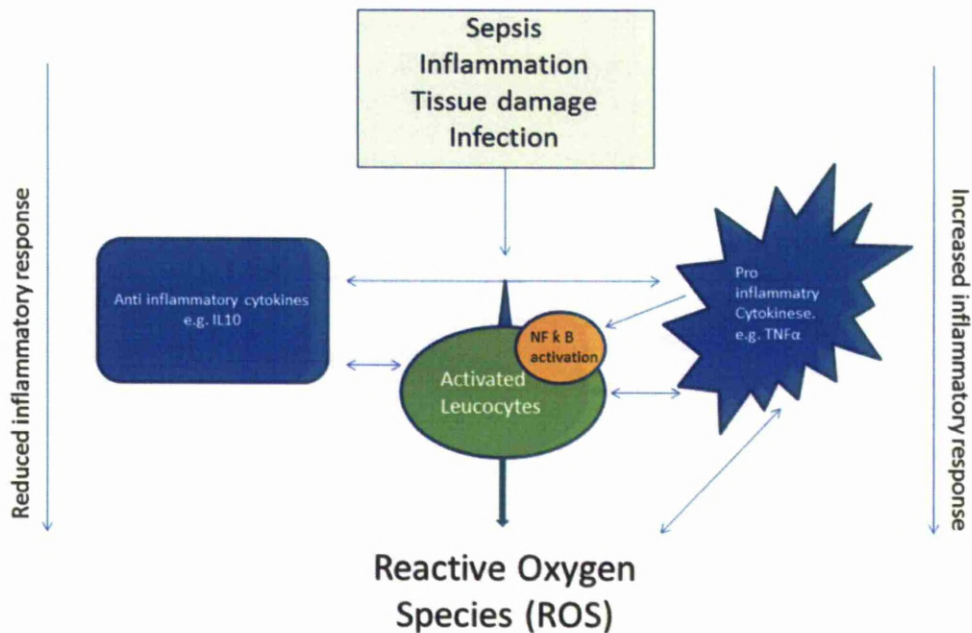 Sepsis
Inflammation
Tissue damage
Infection
Reduced inflammatory response
Increased inflammatory response
Anti inflammatory cytokines
e.g. IL10
Pro
inflammatry
Cytokinese.
e.g. TNFα
NF k B
activation
Activated
Leucocytes
Reactive Oxygen
Species (ROS)